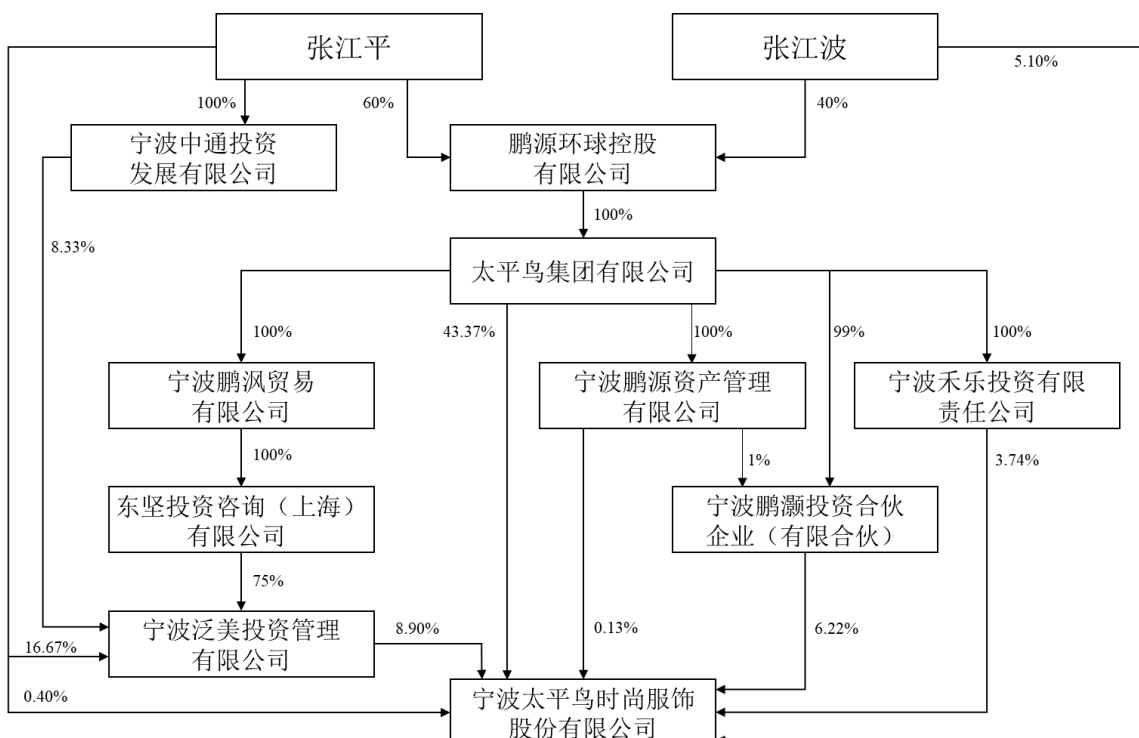 张江平
张江波
5.10%
100%
60%
40%
宁波中通投资
发展有限公司
鹏源环球控股
有限公司
100%
8.33%
太平鸟集团有限公司
100%
43.37%
100%
99%
100%
宁波鹏沨贸易
有限公司
宁波鹏源资产管理
有限公司
宁波禾乐投资有限
责任公司
100%
1%
3.74%
东坚投资咨询（上海）
有限公司
宁波鹏灏投资合伙
企业（有限合伙）
75%
宁波泛美投资管理
有限公司
8.90%
0.13%
6.22%
16.67%
0.40%
宁波太平鸟时尚服饰
股份有限公司